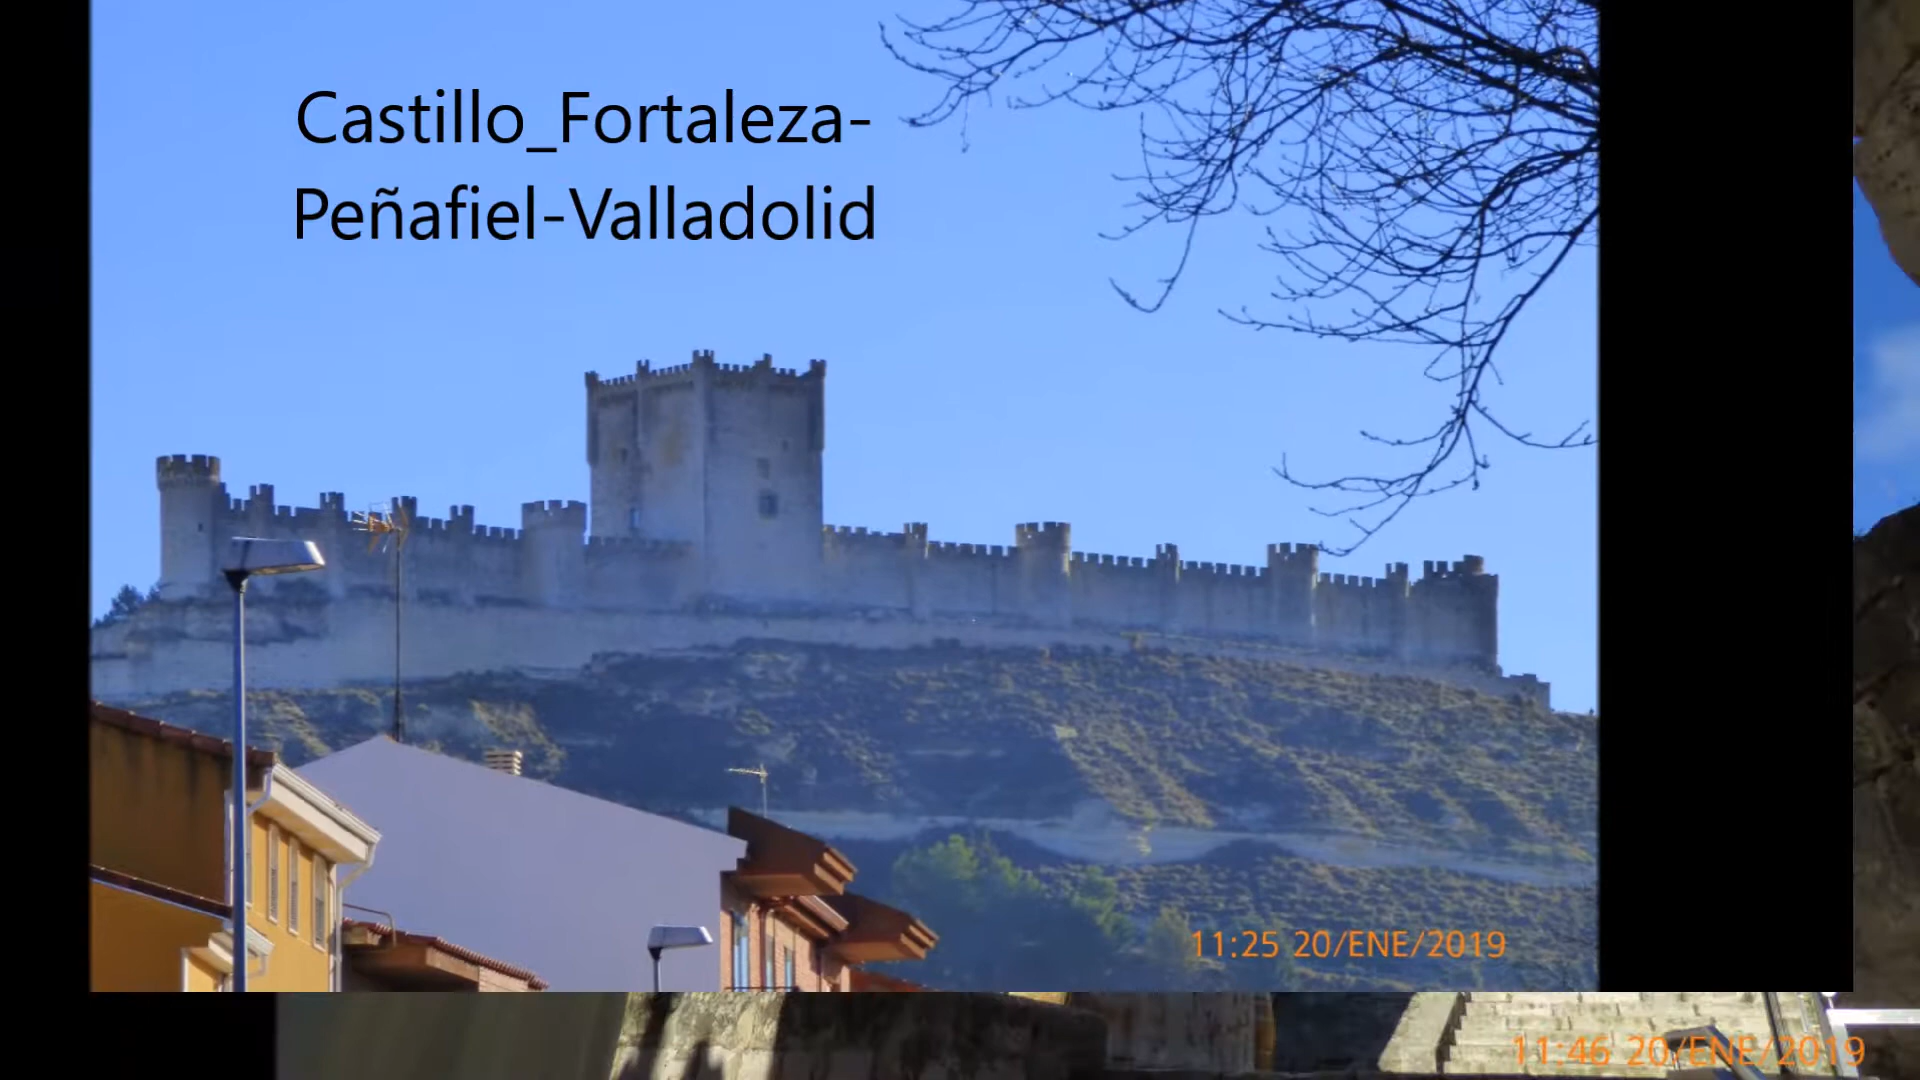 Castillo_Fortaleza-
Peñafiel-Valladolid
11:25 20/ENE/2019
11:46 20/ENE/2019